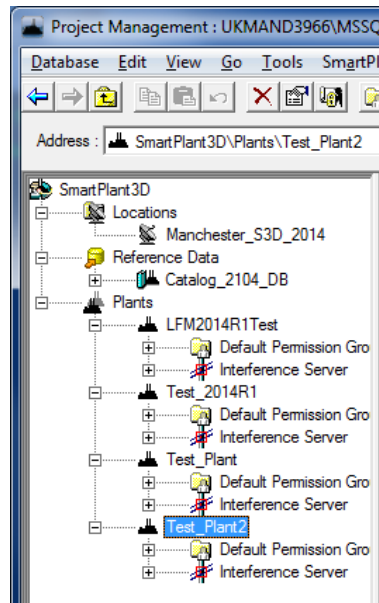 Project Management : UKMAND3966\MSSQ
Database Edit View Go Tools SmartPl
Address : SmartPlant3D\Plants\Test_Plant2
SmartPlant3D
Locations
Manchester_S3D_2014
Reference Data
Catalog_2104_DB
Plants
LFM2014R1Test
Default Permission Gro
Interference Server
Test_2014R1
Default Permission Gro
Interference Server
Test_Plant
Default Permission Gro
Interference Server
Test_Plant2
Default Permission Gro
Interference Server